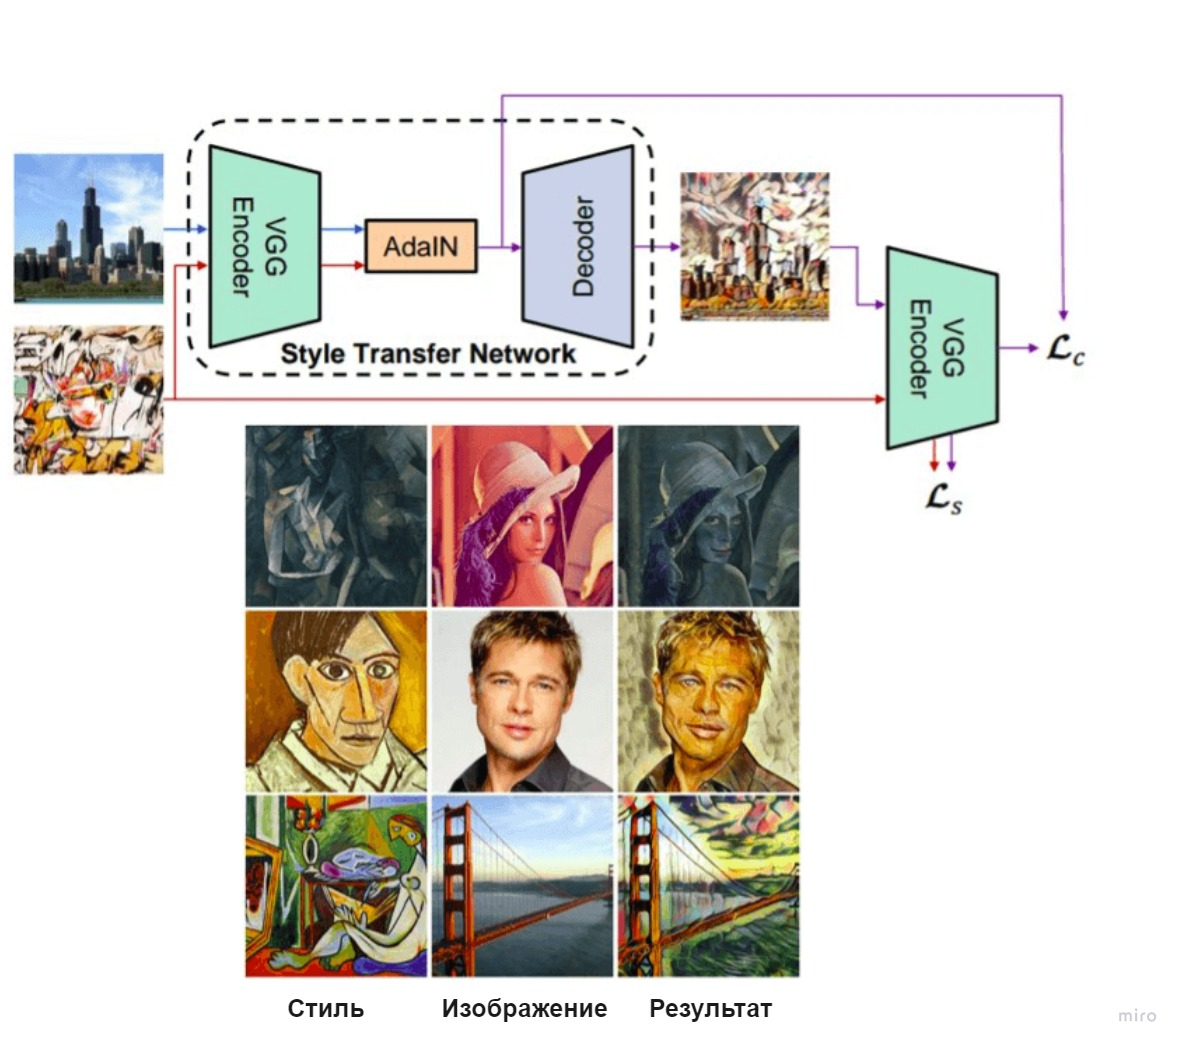 VGG
Encoder
AdaIN
Decoder
Style Transfer Network
VGG
Encoder
ℒc
ℒs
Стиль
Изображение
Результат
miro